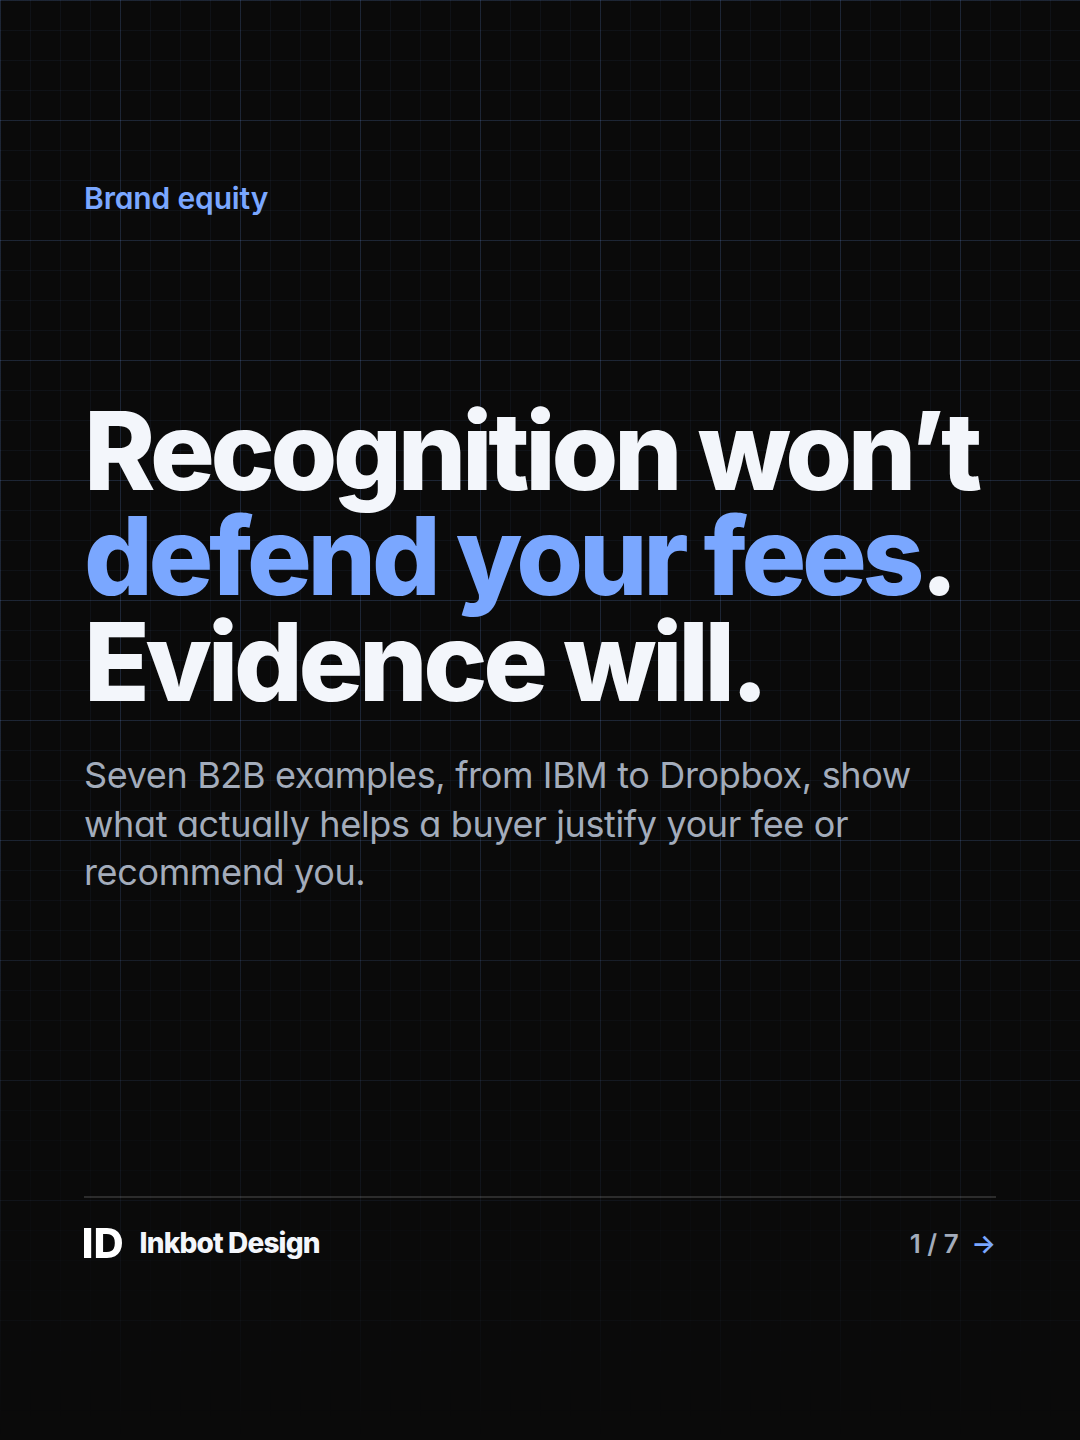 Brand equity
Recognition won’t
defend your fees.
Evidence will.
Seven B2B examples, from IBM to Dropbox, show
what actually helps a buyer justify your fee or
recommend you.
ID Inkbot Design
1 / 7 →